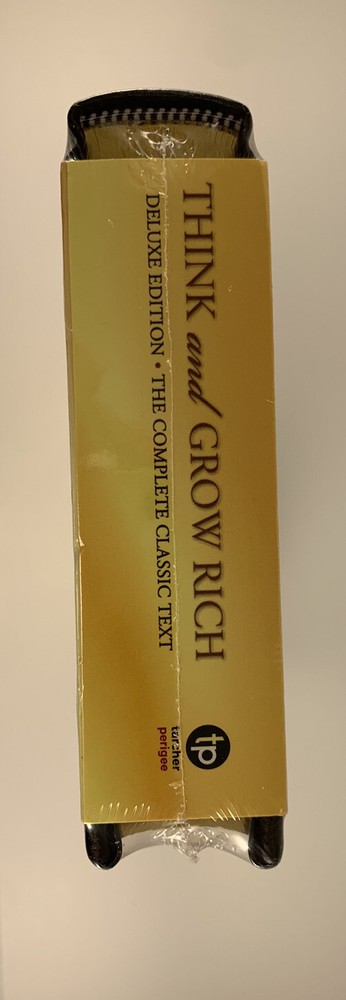 THINK and GROW RICH
DELUXE EDITION • THE COMPLETE CLASSIC TEXT
tp
tarcher
perigee